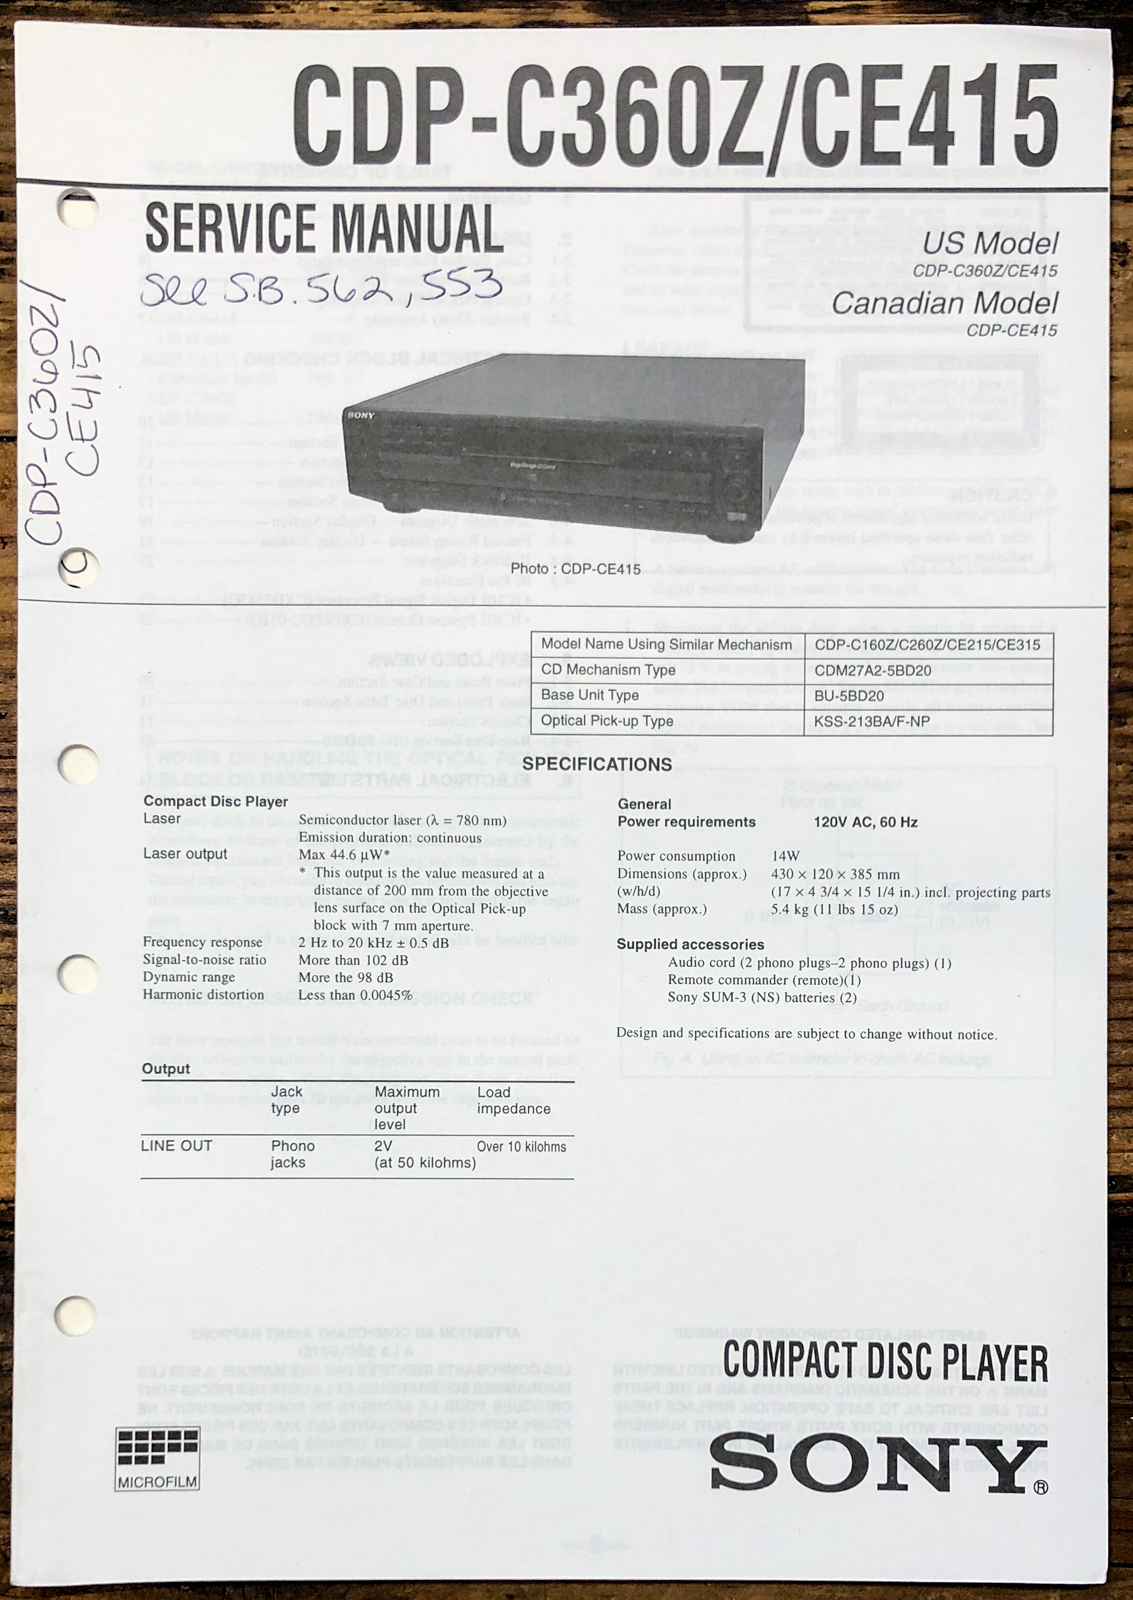 CDP-C360Z/CE415
SERVICE MANUAL
See S.B. 562, 553
US Model
CDP-C360Z/CE415
Canadian Model
CDP-CE415
CDP-C360Z/
CE415
SONY
Photo : CDP-CE415
Model Name Using Similar Mechanism CDP-C160Z/C260Z/CE215/CE315
CD Mechanism Type CDM27A2-5BD20
Base Unit Type BU-5BD20
Optical Pick-up Type KSS-213BA/F-NP
SPECIFICATIONS
Compact Disc Player
Laser Semiconductor laser (λ = 780 nm)
Emission duration: continuous
Laser output Max 44.6 µW*
* This output is the value measured at a
distance of 200 mm from the objective
lens surface on the Optical Pick-up
block with 7 mm aperture.
Frequency response 2 Hz to 20 kHz ± 0.5 dB
Signal-to-noise ratio More than 102 dB
Dynamic range More the 98 dB
Harmonic distortion Less than 0.0045%
Output
Jack type Maximum output level Load impedance
LINE OUT Phono jacks 2V (at 50 kilohms) Over 10 kilohms
General
Power requirements 120V AC, 60 Hz
Power consumption 14W
Dimensions (approx.) 430 × 120 × 385 mm
(w/h/d) (17 × 4 3/4 × 15 1/4 in.) incl. projecting parts
Mass (approx.) 5.4 kg (11 lbs 15 oz)
Supplied accessories
Audio cord (2 phono plugs–2 phono plugs) (1)
Remote commander (remote)(1)
Sony SUM-3 (NS) batteries (2)
Design and specifications are subject to change without notice.
MICROFILM
COMPACT DISC PLAYER
SONY®